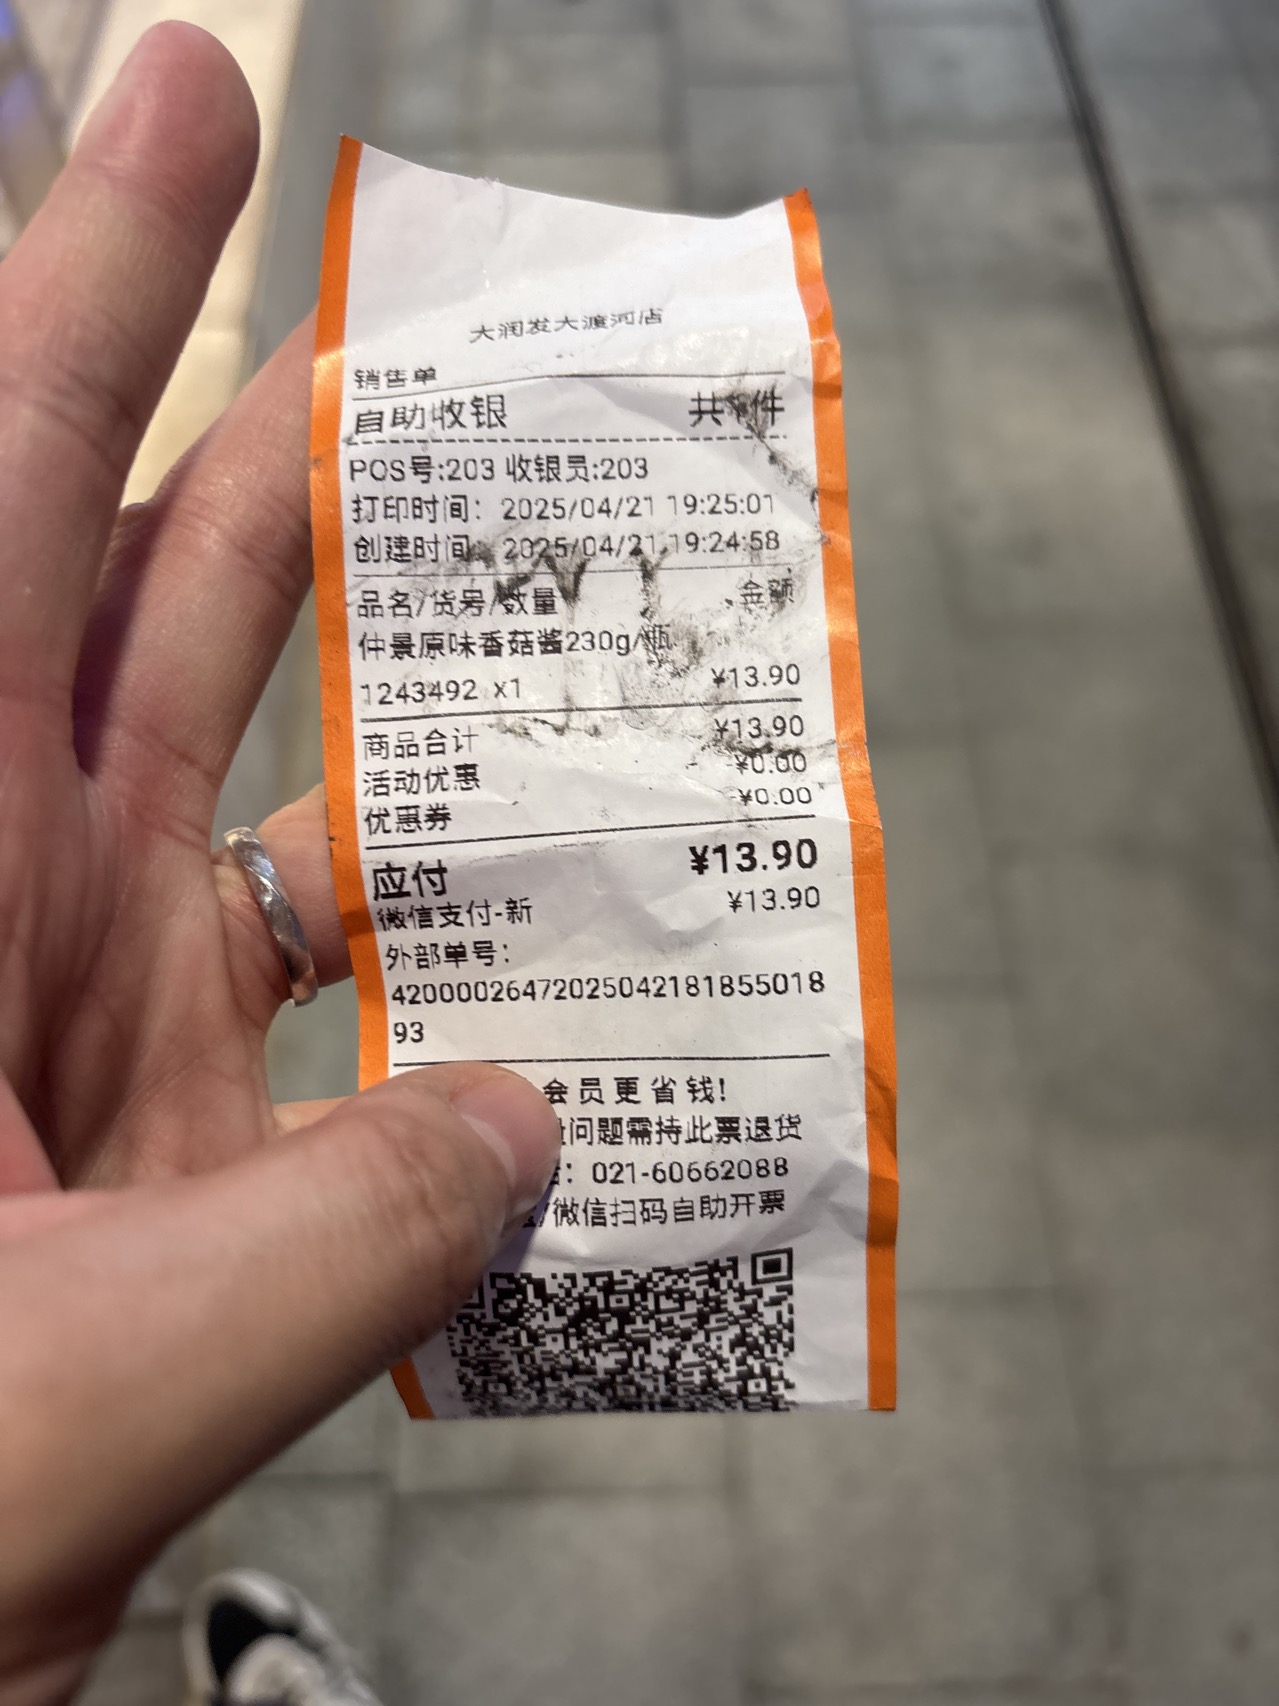 大润发大渡河店
销售单
自助收银 共1件
POS号:203 收银员:203
打印时间: 2025/04/21 19:25:01
创建时间: 2025/04/21 19:24:58
品名/货号/数量 金额
仲景原味香菇酱230g/瓶
1243492 x1 ¥13.90
商品合计 ¥13.90
活动优惠 -¥0.00
优惠券 -¥0.00
应付 ¥13.90
微信支付-新 ¥13.90
外部单号:
42000026472025042181855018
93
会员更省钱!
问题需持此票退货
: 021-60662088
/微信扫码自助开票